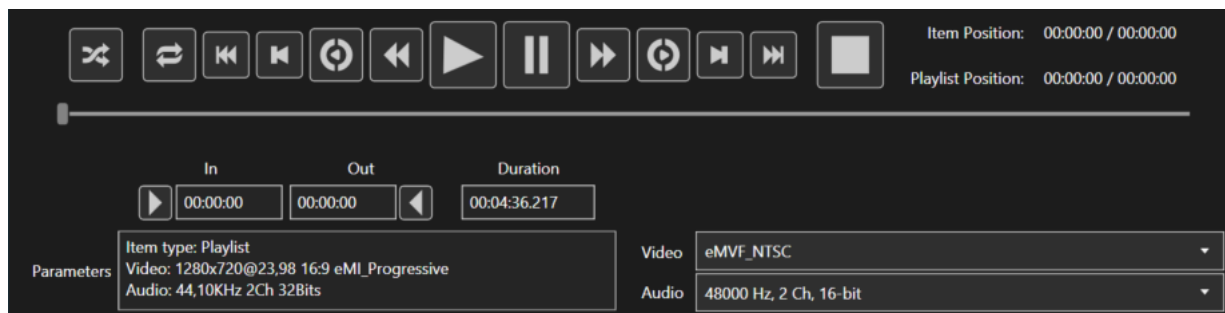 Item Position: 00:00:00 / 00:00:00
Playlist Position: 00:00:00 / 00:00:00
In Out Duration
00:00:00 00:00:00 00:04:36.217
Parameters
Item type: Playlist
Video: 1280x720@23,98 16:9 eMI_Progressive
Audio: 44,10KHz 2Ch 32Bits
Video eMVF_NTSC
Audio 48000 Hz, 2 Ch, 16-bit